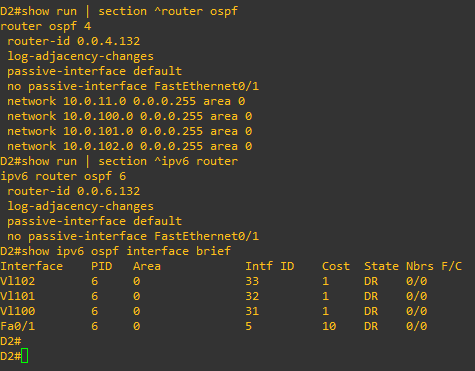 D2#show run | section ^router ospf
router ospf 4
 router-id 0.0.4.132
 log-adjacency-changes
 passive-interface default
 no passive-interface FastEthernet0/1
 network 10.0.11.0 0.0.0.255 area 0
 network 10.0.100.0 0.0.0.255 area 0
 network 10.0.101.0 0.0.0.255 area 0
 network 10.0.102.0 0.0.0.255 area 0
D2#show run | section ^ipv6 router
ipv6 router ospf 6
 router-id 0.0.6.132
 log-adjacency-changes
 passive-interface default
 no passive-interface FastEthernet0/1
D2#show ipv6 ospf interface brief
Interface    PID   Area            Intf ID    Cost  State Nbrs F/C
Vl102        6     0               33         1     DR    0/0
Vl101        6     0               32         1     DR    0/0
Vl100        6     0               31         1     DR    0/0
Fa0/1        6     0               5          10    DR    0/0
D2#
D2#